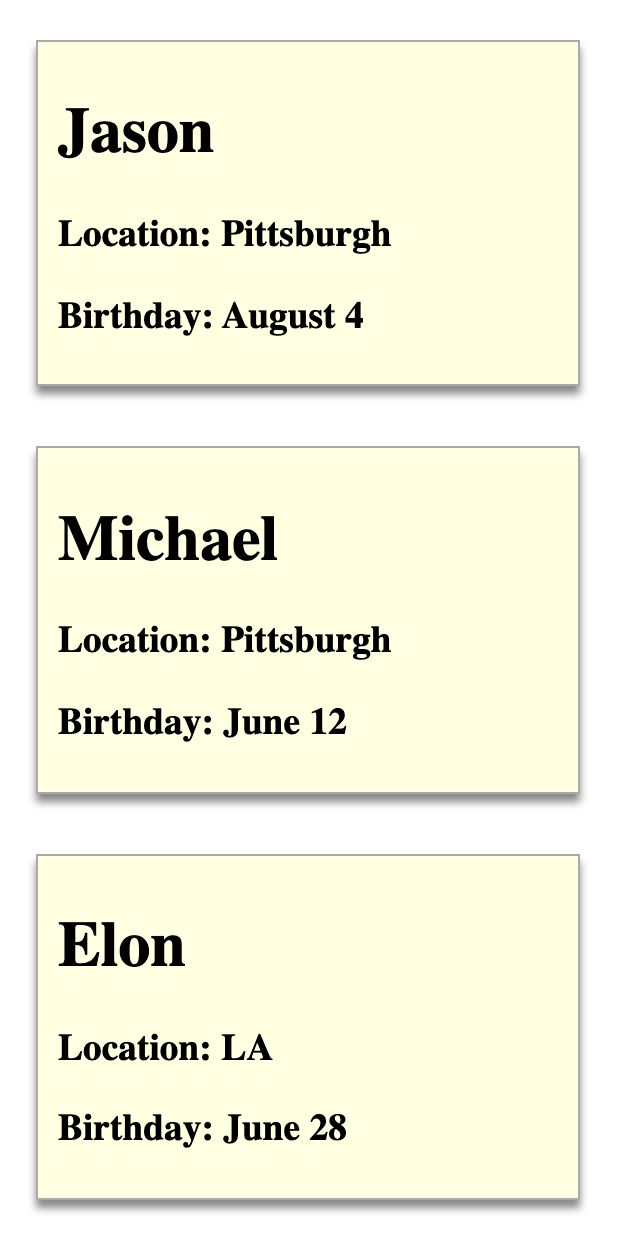 Jason
Location: Pittsburgh
Birthday: August 4
Michael
Location: Pittsburgh
Birthday: June 12
Elon
Location: LA
Birthday: June 28